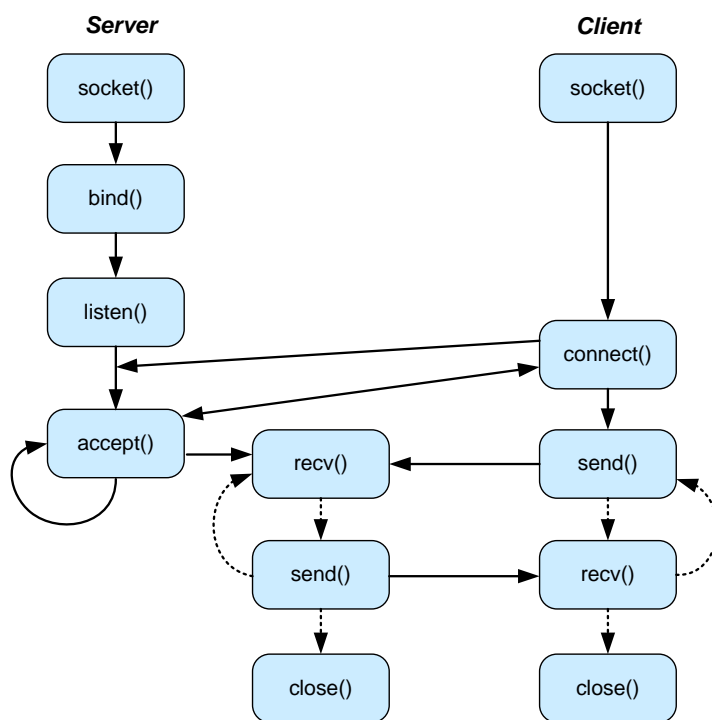 Server
Client
socket()
socket()
bind()
listen()
connect()
accept()
recv()
send()
send()
recv()
close()
close()